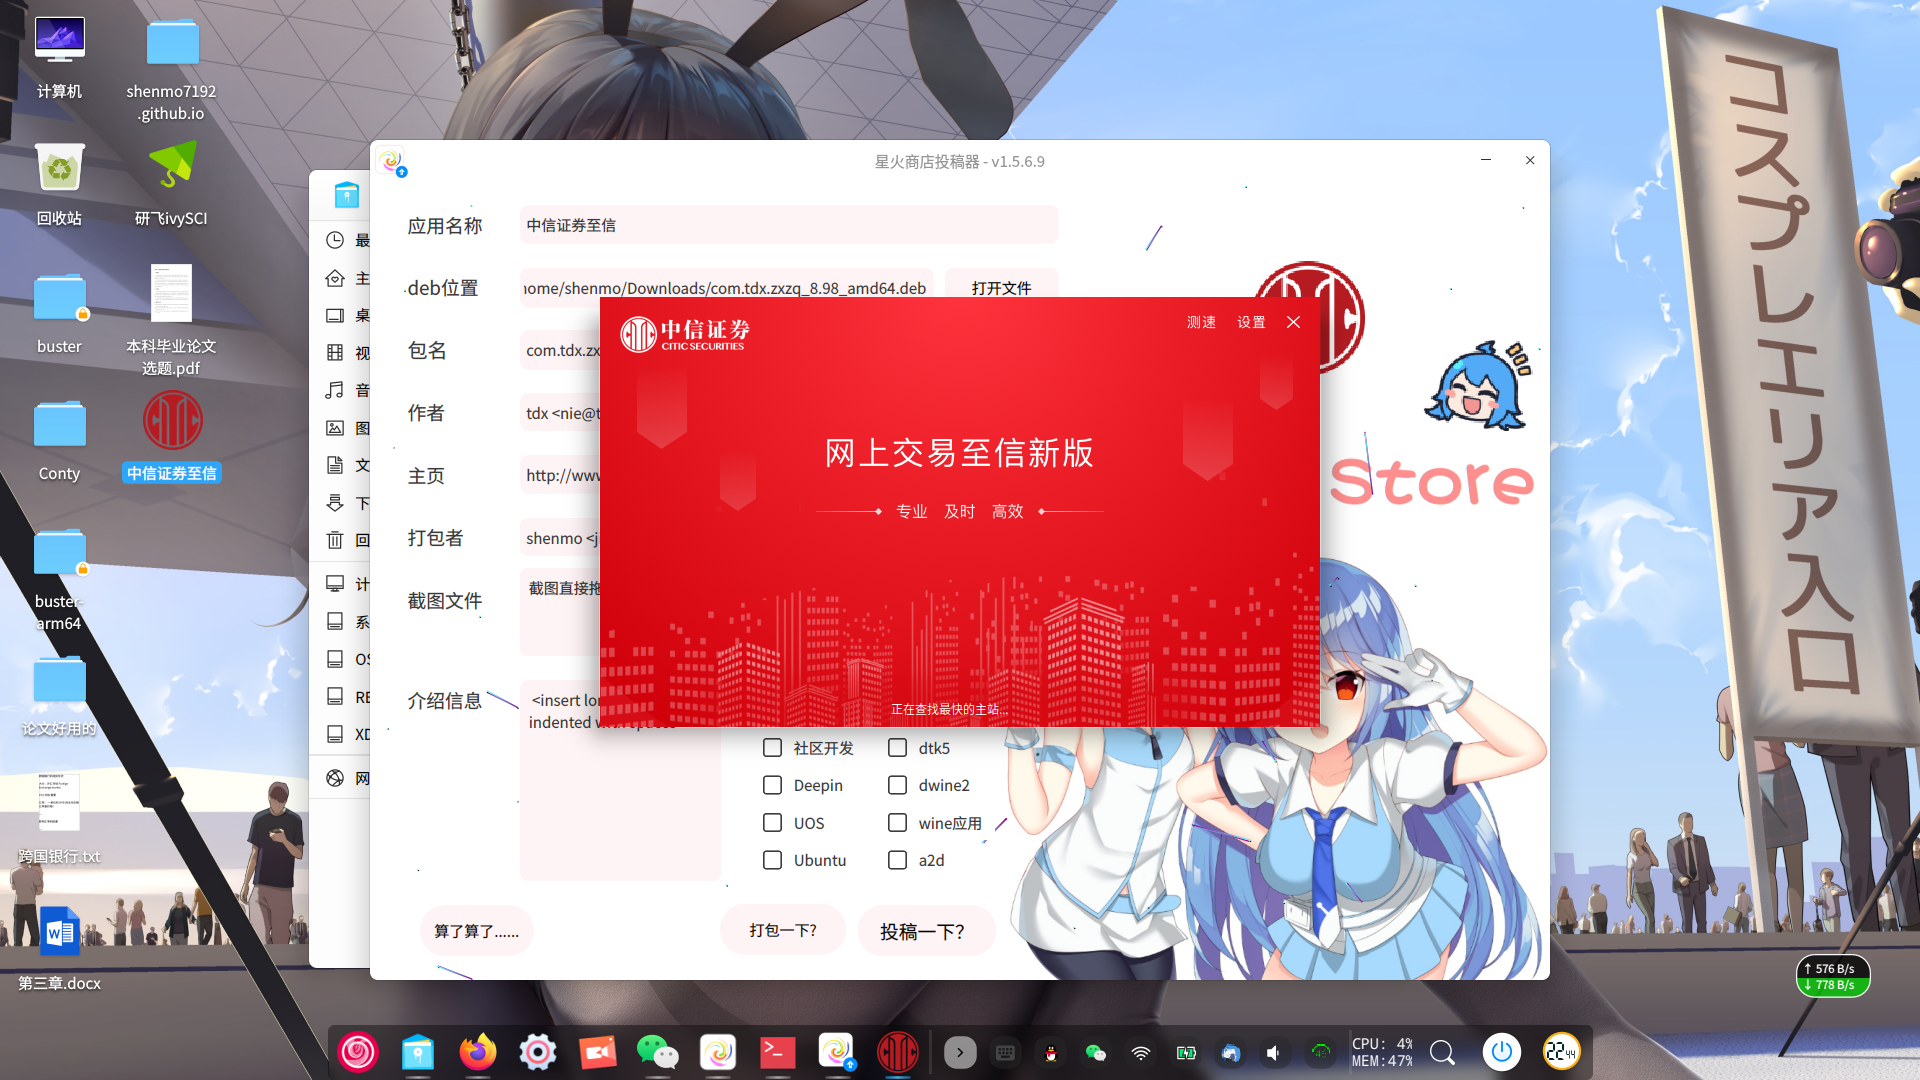 计算机
shenmo7192
.github.io
回收站
研飞ivySCI
buster
本科毕业论文
选题.pdf
Conty
中信证券至信
buster-
arm64
论文好用的
跨国银行.txt
第三章.docx
最
主
桌
视
音
图
文
下
回
计
系
OS
RE
XD
网
星火商店投稿器 - v1.5.6.9
应用名称
中信证券至信
deb位置
home/shenmo/Downloads/com.tdx.zxzq_8.98_amd64.deb
打开文件
包名
com.tdx.zx
作者
tdx <nie@t
主页
http://www
打包者
shenmo <j
截图文件
截图直接拖
介绍信息
<insert lo
indented
社区开发
dtk5
Deepin
dwine2
UOS
wine应用
Ubuntu
a2d
算了算了......
打包一下?
投稿一下?
Store
中信证券
CITIC SECURITIES
测速
设置
网上交易至信新版
专业 及时 高效
正在查找最快的主站...
コスプレエリア入口
↑ 576 B/s
↓ 778 B/s
CPU: 4%
MEM:47%
22 44